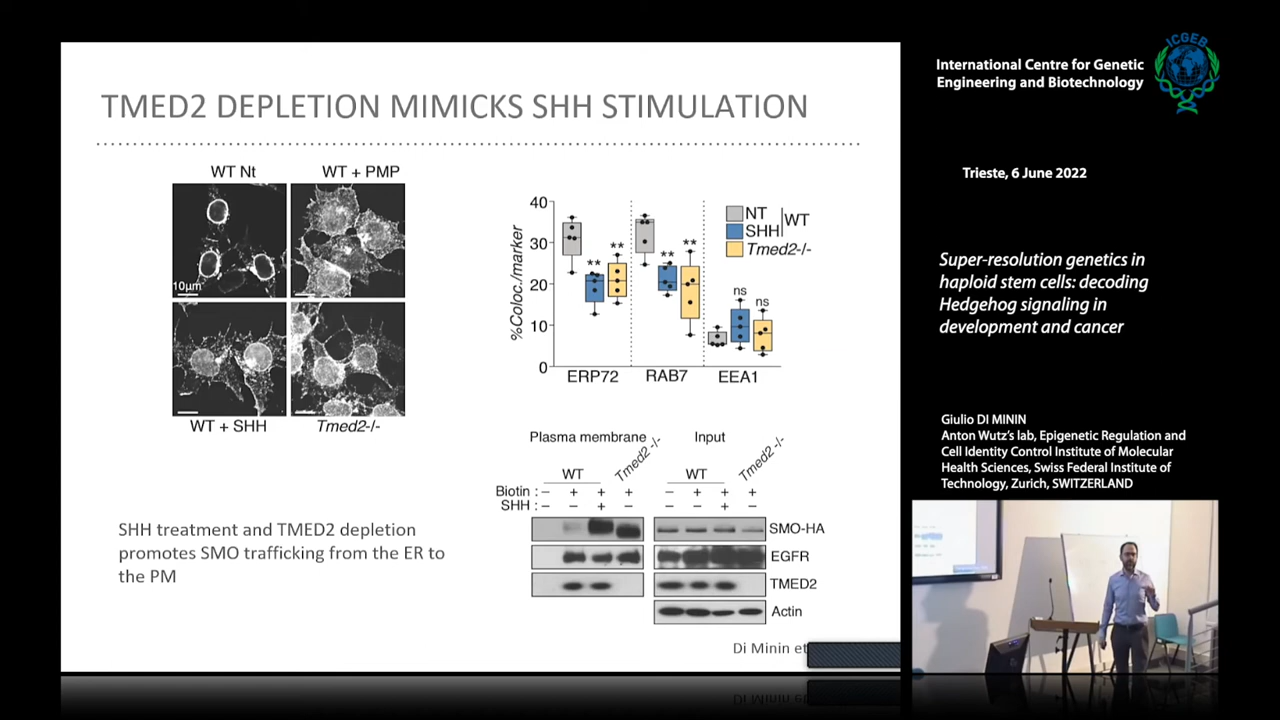 TMED2 DEPLETION MIMICKS SHH STIMULATION
WT Nt
WT + PMP
10μm
WT + SHH
Tmed2-/-
%Coloc./marker
40
30
20
10
0
**
**
**
**
ns
ns
ERP72
RAB7
EEA1
NT
SHH
Tmed2-/-
WT
Plasma membrane
Input
WT
Tmed2 -/-
WT
Tmed2 -/-
Biotin : - + + + - + + +
SHH : - + +
SMO-HA
EGFR
TMED2
Actin
SHH treatment and TMED2 depletion
promotes SMO trafficking from the ER to
the PM
Di Minin et
International Centre for Genetic
Engineering and Biotechnology
ICGEB
Trieste, 6 June 2022
Super-resolution genetics in
haploid stem cells: decoding
Hedgehog signaling in
development and cancer
Giulio DI MININ
Anton Wutz's lab, Epigenetic Regulation and
Cell Identity Control Institute of Molecular
Health Sciences, Swiss Federal Institute of
Technology, Zurich, SWITZERLAND